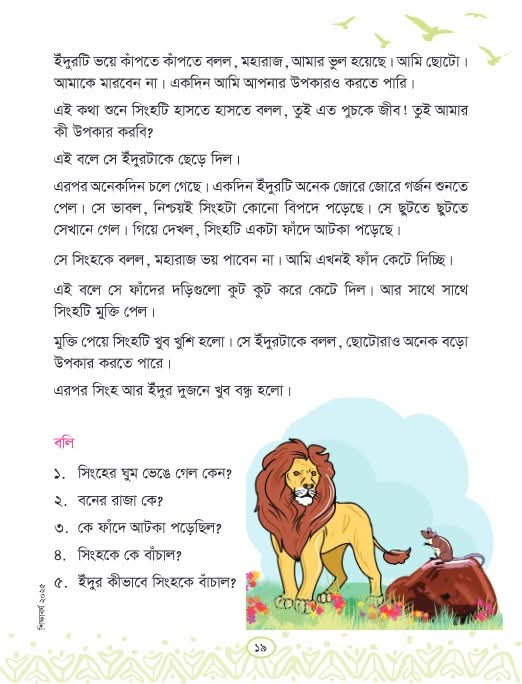 ইঁদুরটি ভয়ে কাঁপতে কাঁপতে বলল, মহারাজ, আমার ভুল হয়েছে। আমি ছোটো।
আমাকে মারবেন না। একদিন আমি আপনার উপকারও করতে পারি।
এই কথা শুনে সিংহটি হাসতে হাসতে বলল, তুই এত পুচকে জীব! তুই আমার
কী উপকার করবি?
এই বলে সে ইঁদুরটাকে ছেড়ে দিল।
এরপর অনেকদিন চলে গেছে। একদিন ইঁদুরটি অনেক জোরে জোরে গর্জন শুনতে
পেল। সে ভাবল, নিশ্চয়ই সিংহটা কোনো বিপদে পড়েছে। সে ছুটতে ছুটতে
সেখানে গেল। গিয়ে দেখল, সিংহটি একটা ফাঁদে আটকা পড়েছে।
সে সিংহকে বলল, মহারাজ ভয় পাবেন না। আমি এখনই ফাঁদ কেটে দিচ্ছি।
এই বলে সে ফাঁদের দড়িগুলো কুট কুট করে কেটে দিল। আর সাথে সাথে
সিংহটি মুক্তি পেল।
মুক্তি পেয়ে সিংহটি খুব খুশি হলো। সে ইঁদুরটাকে বলল, ছোটোরাও অনেক বড়ো
উপকার করতে পারে।
এরপর সিংহ আর ইঁদুর দুজনে খুব বন্ধু হলো।
বলি
১. সিংহের ঘুম ভেঙে গেল কেন?
২. বনের রাজা কে?
৩. কে ফাঁদে আটকা পড়েছিল?
৪. সিংহকে কে বাঁচাল?
৫. ইঁদুর কীভাবে সিংহকে বাঁচাল?
শিক্ষাবর্ষ ২০২৫
১৯